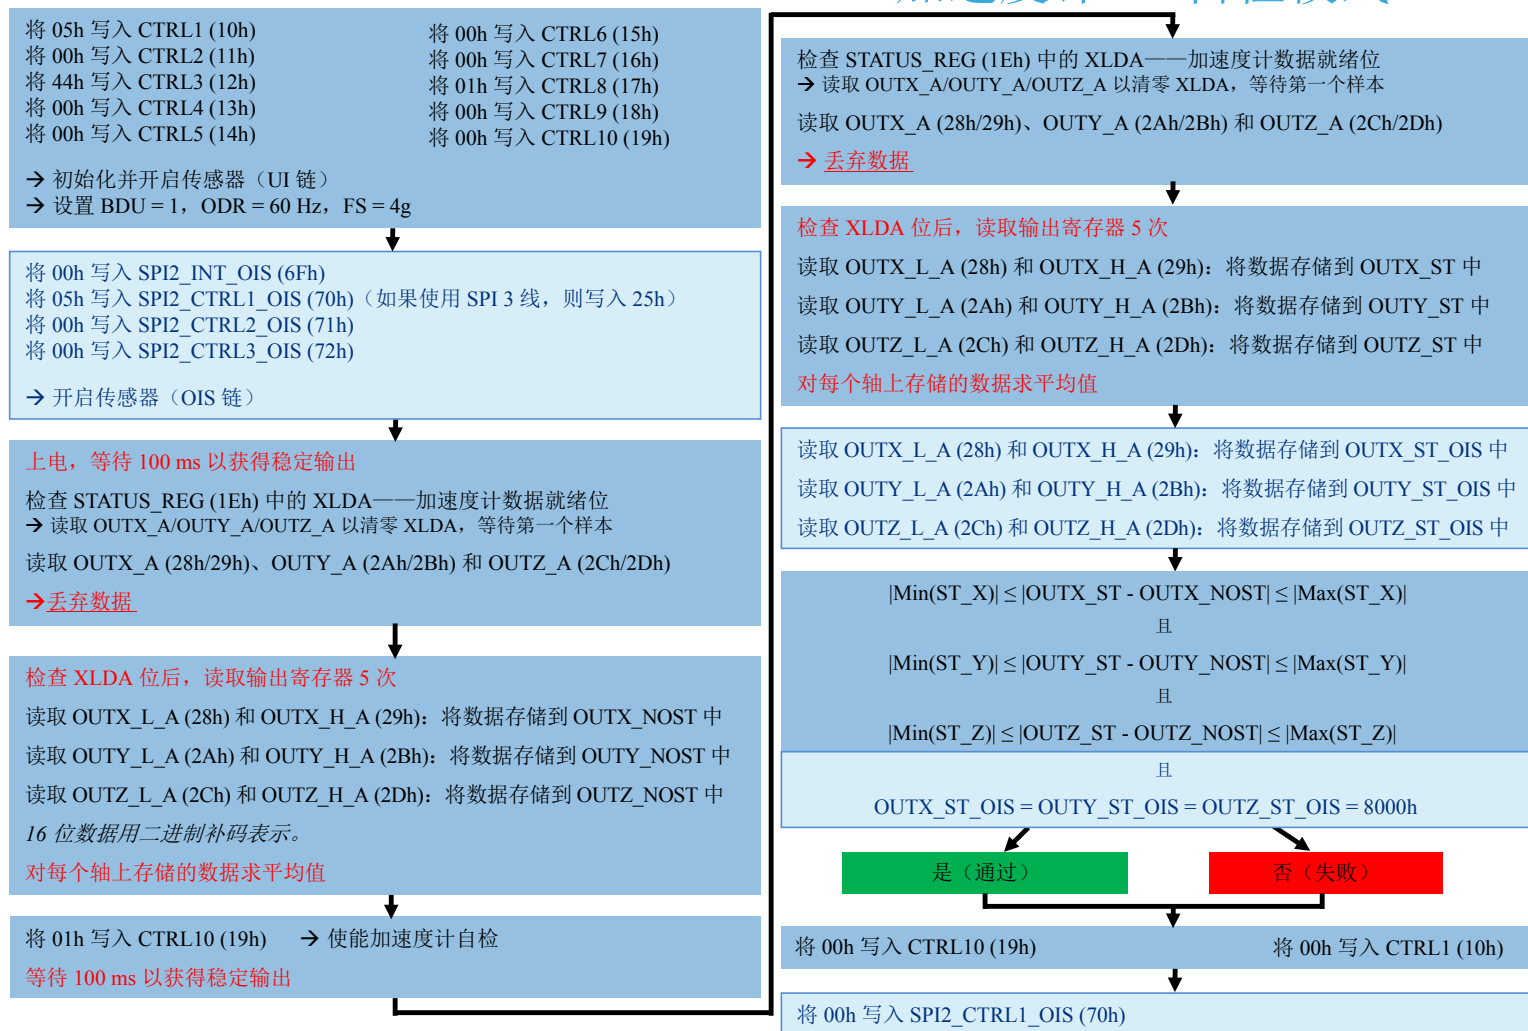 将 05h 写入 CTRL1 (10h)
将 00h 写入 CTRL2 (11h)
将 44h 写入 CTRL3 (12h)
将 00h 写入 CTRL4 (13h)
将 00h 写入 CTRL5 (14h)
将 00h 写入 CTRL6 (15h)
将 00h 写入 CTRL7 (16h)
将 01h 写入 CTRL8 (17h)
将 00h 写入 CTRL9 (18h)
将 00h 写入 CTRL10 (19h)
→ 初始化并开启传感器（UI 链）
→ 设置 BDU = 1，ODR = 60 Hz，FS = 4g
将 00h 写入 SPI2_INT_OIS (6Fh)
将 05h 写入 SPI2_CTRL1_OIS (70h)（如果使用 SPI 3 线，则写入 25h）
将 00h 写入 SPI2_CTRL2_OIS (71h)
将 00h 写入 SPI2_CTRL3_OIS (72h)
→ 开启传感器（OIS 链）
上电，等待 100 ms 以获得稳定输出
检查 STATUS_REG (1Eh) 中的 XLDA——加速度计数据就绪位
→ 读取 OUTX_A/OUTY_A/OUTZ_A 以清零 XLDA，等待第一个样本
读取 OUTX_A (28h/29h)、OUTY_A (2Ah/2Bh) 和 OUTZ_A (2Ch/2Dh)
→丢弃数据
检查 XLDA 位后，读取输出寄存器 5 次
读取 OUTX_L_A (28h) 和 OUTX_H_A (29h)：将数据存储到 OUTX_NOST 中
读取 OUTY_L_A (2Ah) 和 OUTY_H_A (2Bh)：将数据存储到 OUTY_NOST 中
读取 OUTZ_L_A (2Ch) 和 OUTZ_H_A (2Dh)：将数据存储到 OUTZ_NOST 中
16 位数据用二进制补码表示。
对每个轴上存储的数据求平均值
将 01h 写入 CTRL10 (19h) → 使能加速度计自检
等待 100 ms 以获得稳定输出
检查 STATUS_REG (1Eh) 中的 XLDA——加速度计数据就绪位
→ 读取 OUTX_A/OUTY_A/OUTZ_A 以清零 XLDA，等待第一个样本
读取 OUTX_A (28h/29h)、OUTY_A (2Ah/2Bh) 和 OUTZ_A (2Ch/2Dh)
→ 丢弃数据
检查 XLDA 位后，读取输出寄存器 5 次
读取 OUTX_L_A (28h) 和 OUTX_H_A (29h)：将数据存储到 OUTX_ST 中
读取 OUTY_L_A (2Ah) 和 OUTY_H_A (2Bh)：将数据存储到 OUTY_ST 中
读取 OUTZ_L_A (2Ch) 和 OUTZ_H_A (2Dh)：将数据存储到 OUTZ_ST 中
对每个轴上存储的数据求平均值
读取 OUTX_L_A (28h) 和 OUTX_H_A (29h)：将数据存储到 OUTX_ST_OIS 中
读取 OUTY_L_A (2Ah) 和 OUTY_H_A (2Bh)：将数据存储到 OUTY_ST_OIS 中
读取 OUTZ_L_A (2Ch) 和 OUTZ_H_A (2Dh)：将数据存储到 OUTZ_ST_OIS 中
|Min(ST_X)| ≤ |OUTX_ST - OUTX_NOST| ≤ |Max(ST_X)|
且
|Min(ST_Y)| ≤ |OUTY_ST - OUTY_NOST| ≤ |Max(ST_Y)|
且
|Min(ST_Z)| ≤ |OUTZ_ST - OUTZ_NOST| ≤ |Max(ST_Z)|
且
OUTX_ST_OIS = OUTY_ST_OIS = OUTZ_ST_OIS = 8000h
是（通过）
否（失败）
将 00h 写入 CTRL10 (19h)
将 00h 写入 CTRL1 (10h)
将 00h 写入 SPI2_CTRL1_OIS (70h)